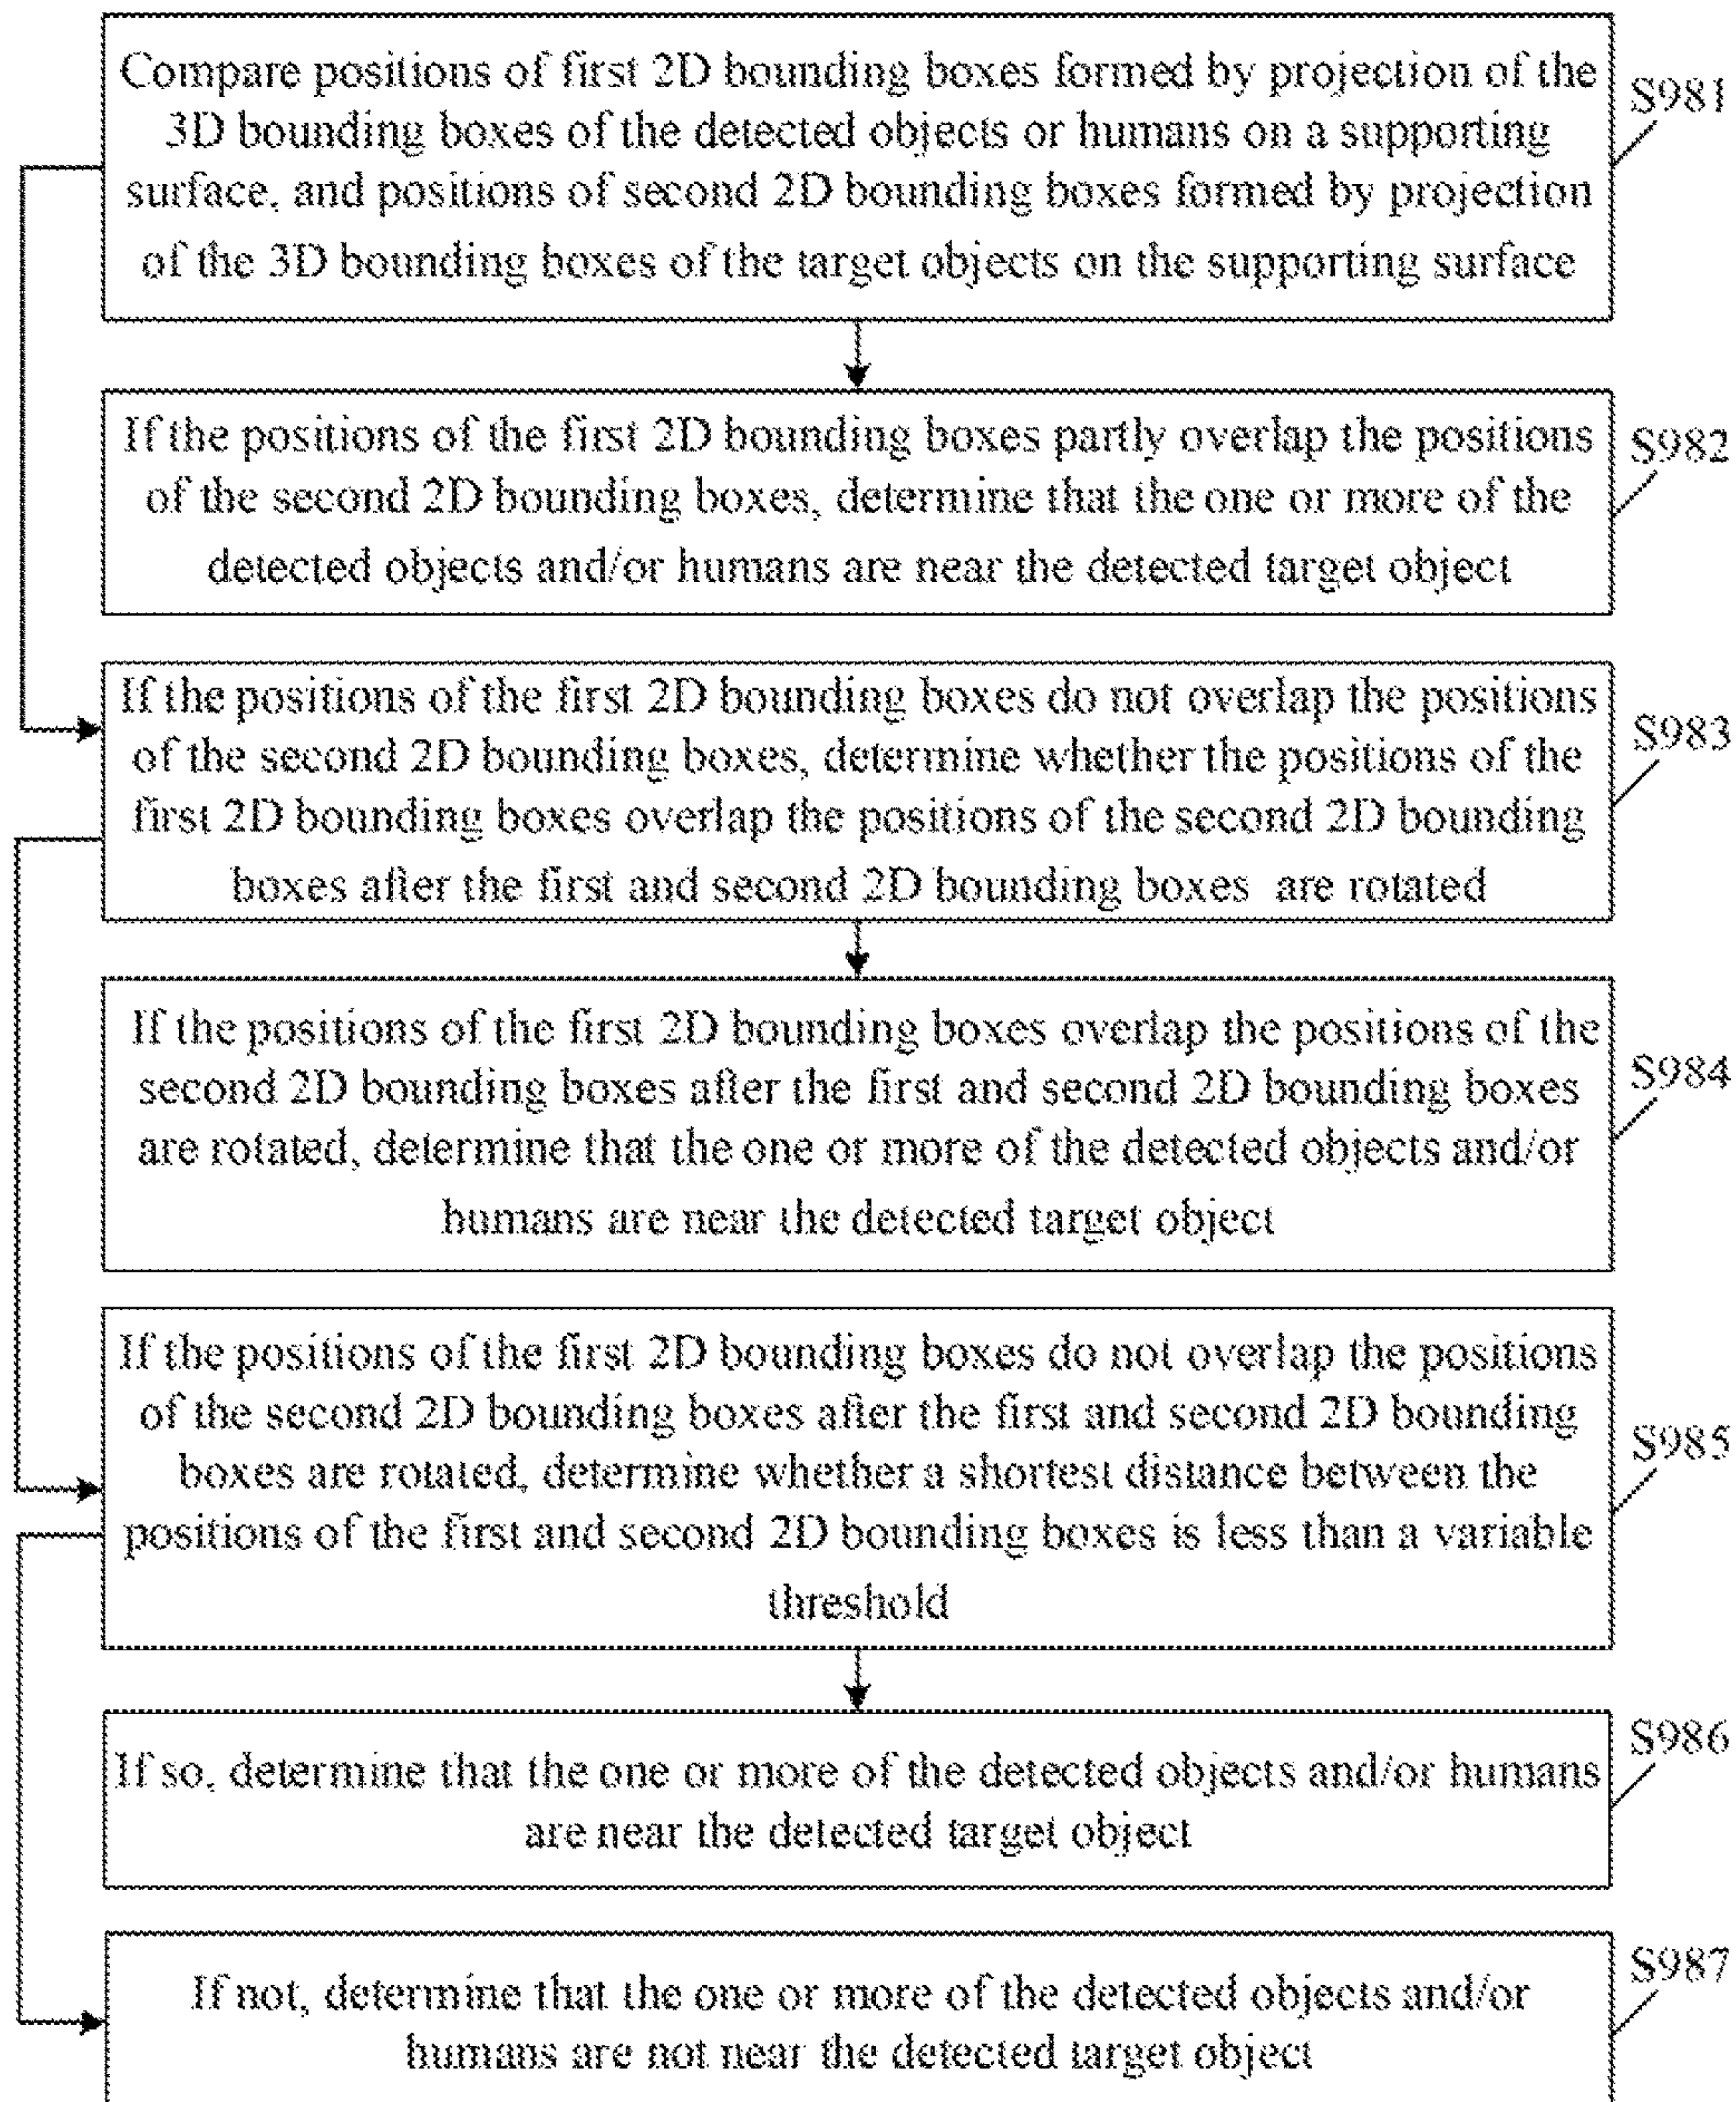 Compare positions of first 2D bounding boxes formed by projection of the
3D bounding boxes of the detected objects or humans on a supporting
surface, and positions of second 2D bounding boxes formed by projection
of the 3D bounding boxes of the target objects on the supporting surface
S981
If the positions of the first 2D bounding boxes partly overlap the positions
of the second 2D bounding boxes, determine that the one or more of the
detected objects and/or humans are near the detected target object
S982
If the positions of the first 2D bounding boxes do not overlap the positions
of the second 2D bounding boxes, determine whether the positions of the
first 2D bounding boxes overlap the positions of the second 2D bounding
boxes after the first and second 2D bounding boxes are rotated
S983
If the positions of the first 2D bounding boxes overlap the positions of the
second 2D bounding boxes after the first and second 2D bounding boxes
are rotated, determine that the one or more of the detected objects and/or
humans are near the detected target object
S984
If the positions of the first 2D bounding boxes do not overlap the positions
of the second 2D bounding boxes after the first and second 2D bounding
boxes are rotated, determine whether a shortest distance between the
positions of the first and second 2D bounding boxes is less than a variable
threshold
S985
If so, determine that the one or more of the detected objects and/or humans
are near the detected target object
S986
If not, determine that the one or more of the detected objects and/or
humans are not near the detected target object
S987